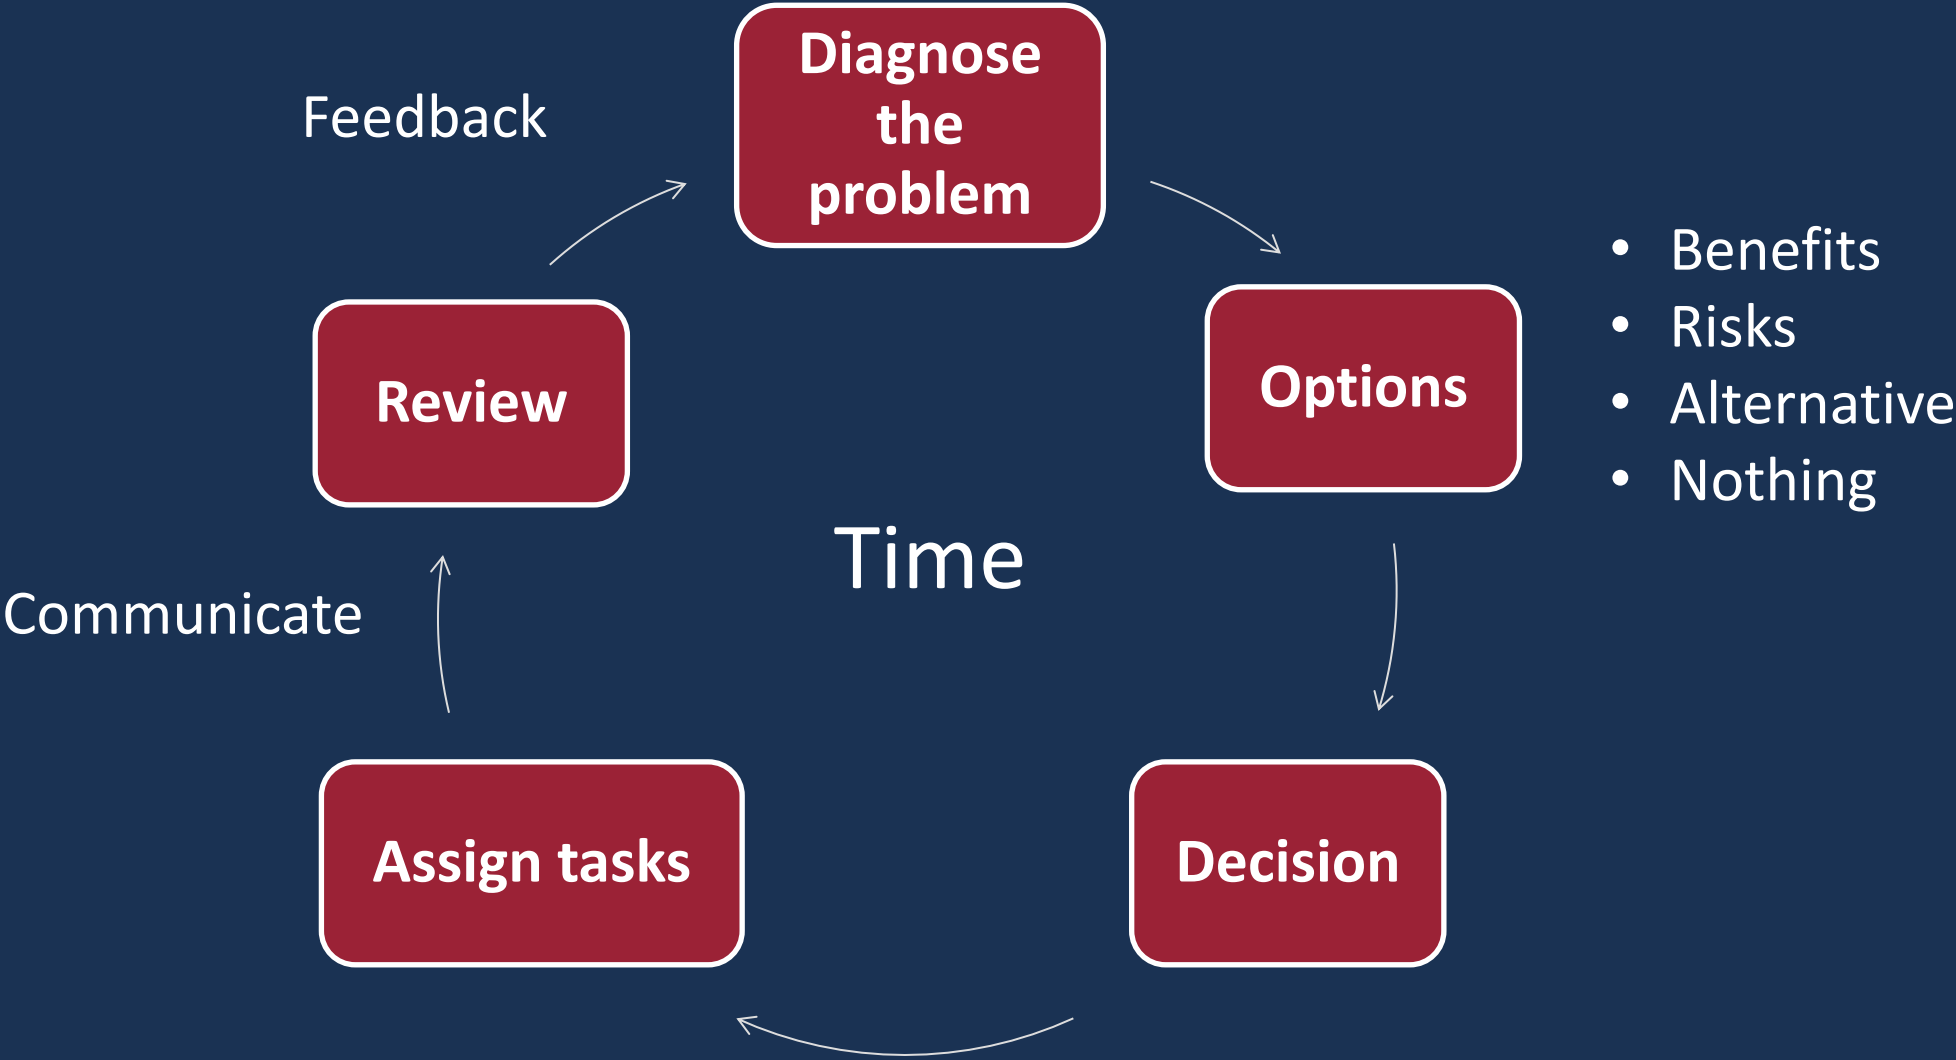 Diagnose
the
problem
Feedback
• Benefits
• Risks
• Alternative
• Nothing
Options
Review
Time
Communicate
Assign tasks
Decision